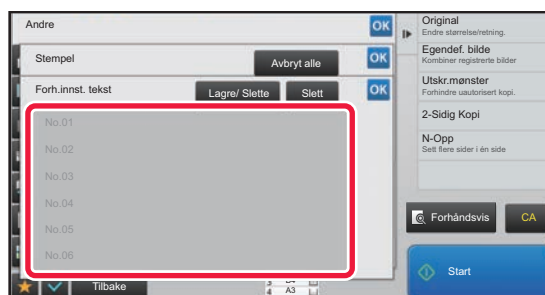 Andre
OK
Stempel
Avbryt alle
OK
Forh.innst. tekst
Lagre/ Slette
Slett
OK
No.01
No.02
No.03
No.04
No.05
No.06
Tilbake
A3
Original
Endre størrelse/retning.
Egendef. bilde
Kombiner registrerte bilder
Utskr.mønster
Forhindre uautorisert kopi.
2-Sidig Kopi
N-Opp
Sett flere sider i én side
Forhåndsvis
CA
Start